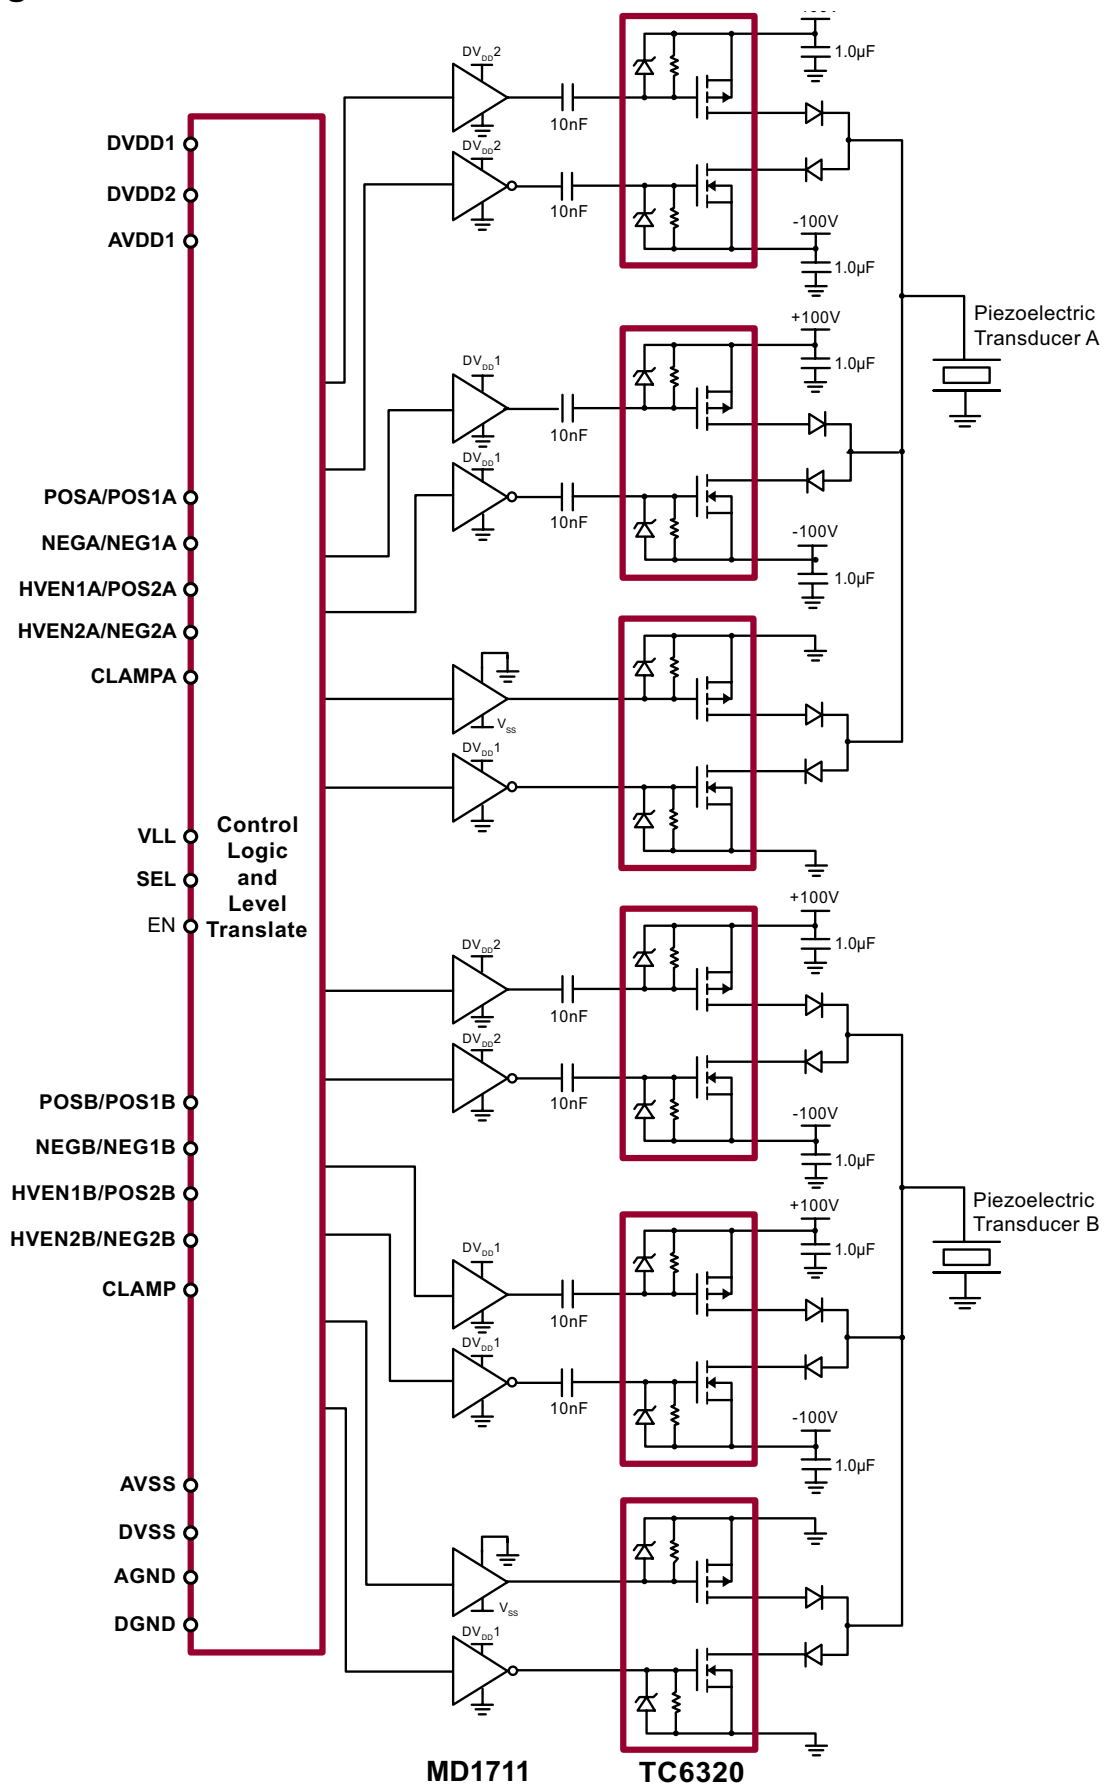 DVDD1
DVDD2
AVDD1
POSA/POS1A
NEGA/NEG1A
HVEN1A/POS2A
HVEN2A/NEG2A
CLAMPA
VLL
SEL
EN
POSB/POS1B
NEGB/NEG1B
HVEN1B/POS2B
HVEN2B/NEG2B
CLAMP
AVSS
DVSS
AGND
DGND
Control
Logic
and
Level
Translate
DVDD2
10nF
1.0µF
DVDD2
10nF
-100V
1.0µF
Piezoelectric
Transducer A
DVDD1
10nF
+100V
1.0µF
DVDD1
10nF
-100V
1.0µF
VSS
DVDD1
DVDD2
10nF
+100V
1.0µF
DVDD2
10nF
-100V
1.0µF
Piezoelectric
Transducer B
DVDD1
10nF
+100V
1.0µF
DVDD1
10nF
-100V
1.0µF
VSS
DVDD1
MD1711
TC6320